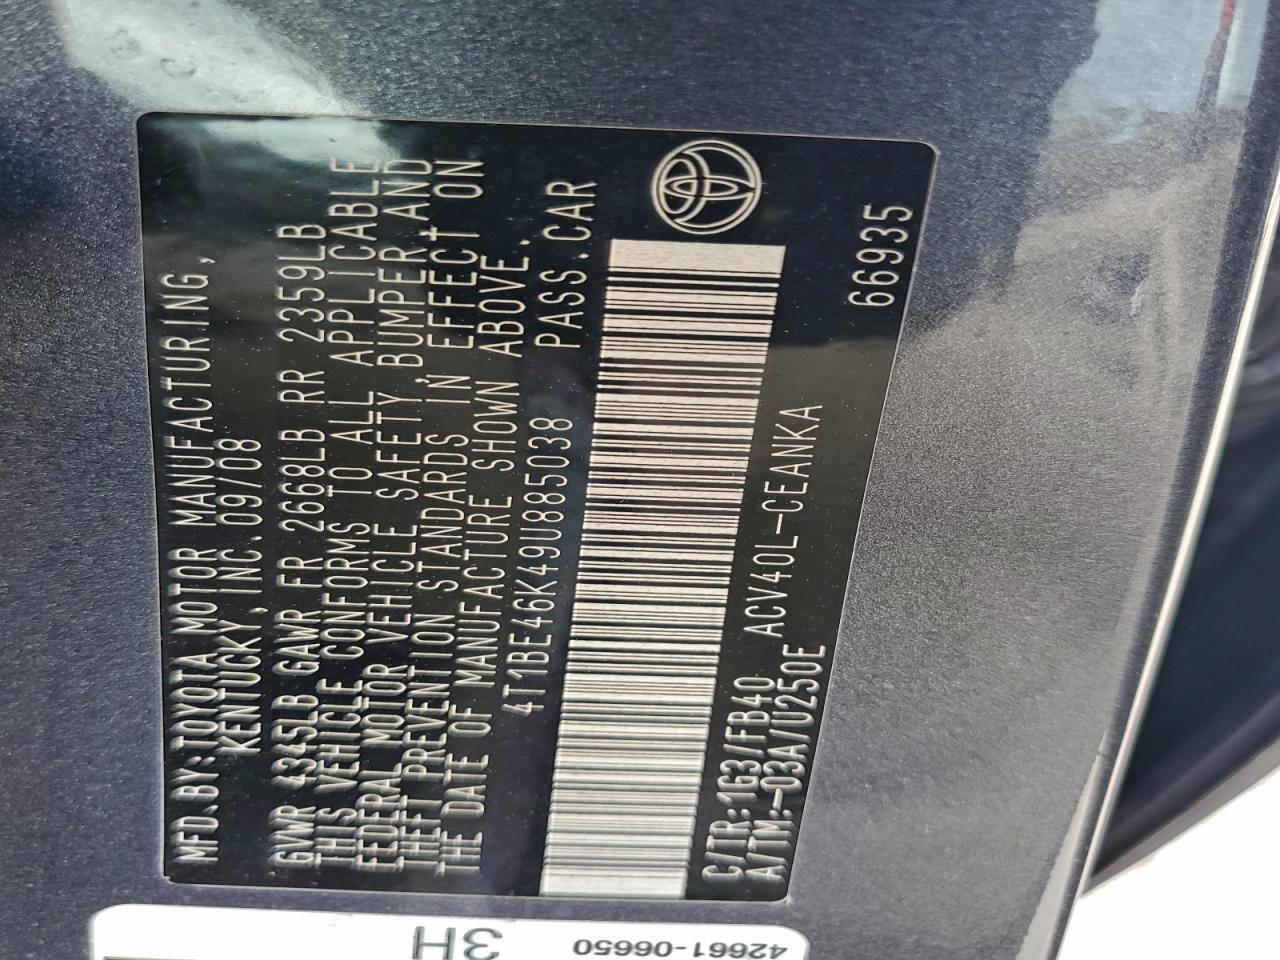 MFD.BY:TOYOTA MOTOR MANUFACTURING,
KENTUCKY,INC.09/08
GVWR 4345LB GAWR FR 2668LB RR 2359LB
THIS VEHICLE CONFORMS TO ALL APPLICABLE
FEDERAL MOTOR VEHICLE SAFETY,BUMPER,AND
THEFT PREVENTION STANDARDS IN EFFECT ON
THE DATE OF MANUFACTURE SHOWN ABOVE.
4T1BE46K49U885038 PASS.CAR
C/TR:1G3/FB40 ACV40L-CEANKA
A/TM:-03A/U250E
66935
3H
42661-06650